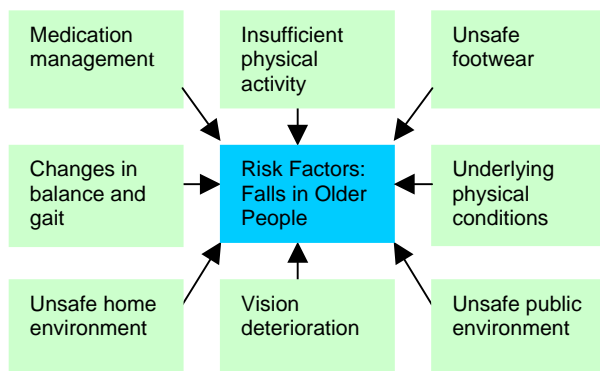 Medication
management
Insufficient
physical
activity
Unsafe
footwear
Changes in
balance and
gait
Risk Factors:
Falls in Older
People
Underlying
physical
conditions
Unsafe home
environment
Vision
deterioration
Unsafe public
environment